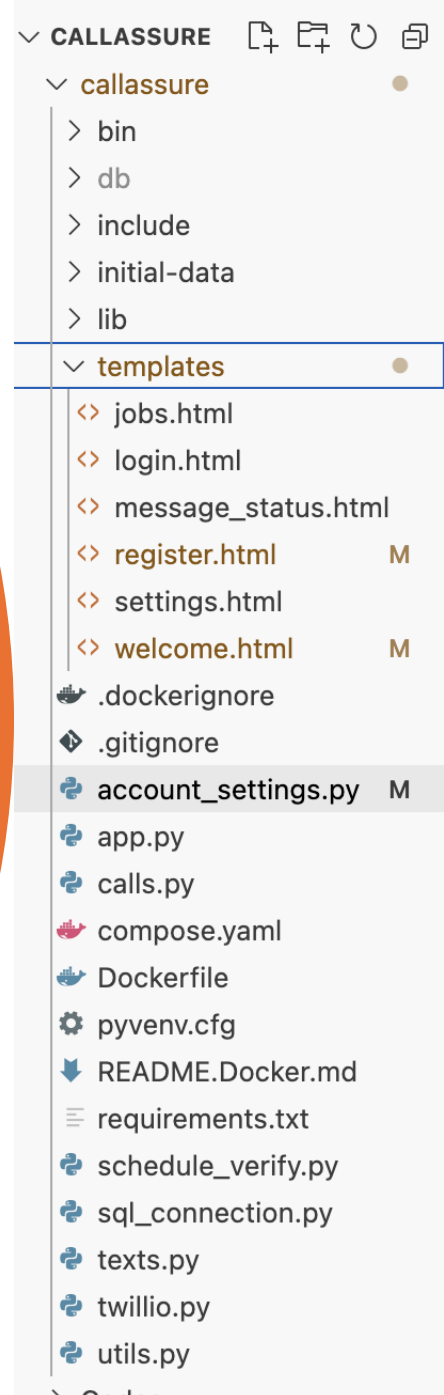 CALLASSURE
callassure
bin
db
include
initial-data
lib
templates
jobs.html
login.html
message_status.html
register.html M
settings.html
welcome.html M
.dockerignore
.gitignore
account_settings.py M
app.py
calls.py
compose.yaml
Dockerfile
pyvenv.cfg
README.Docker.md
requirements.txt
schedule_verify.py
sql_connection.py
texts.py
twillio.py
utils.py